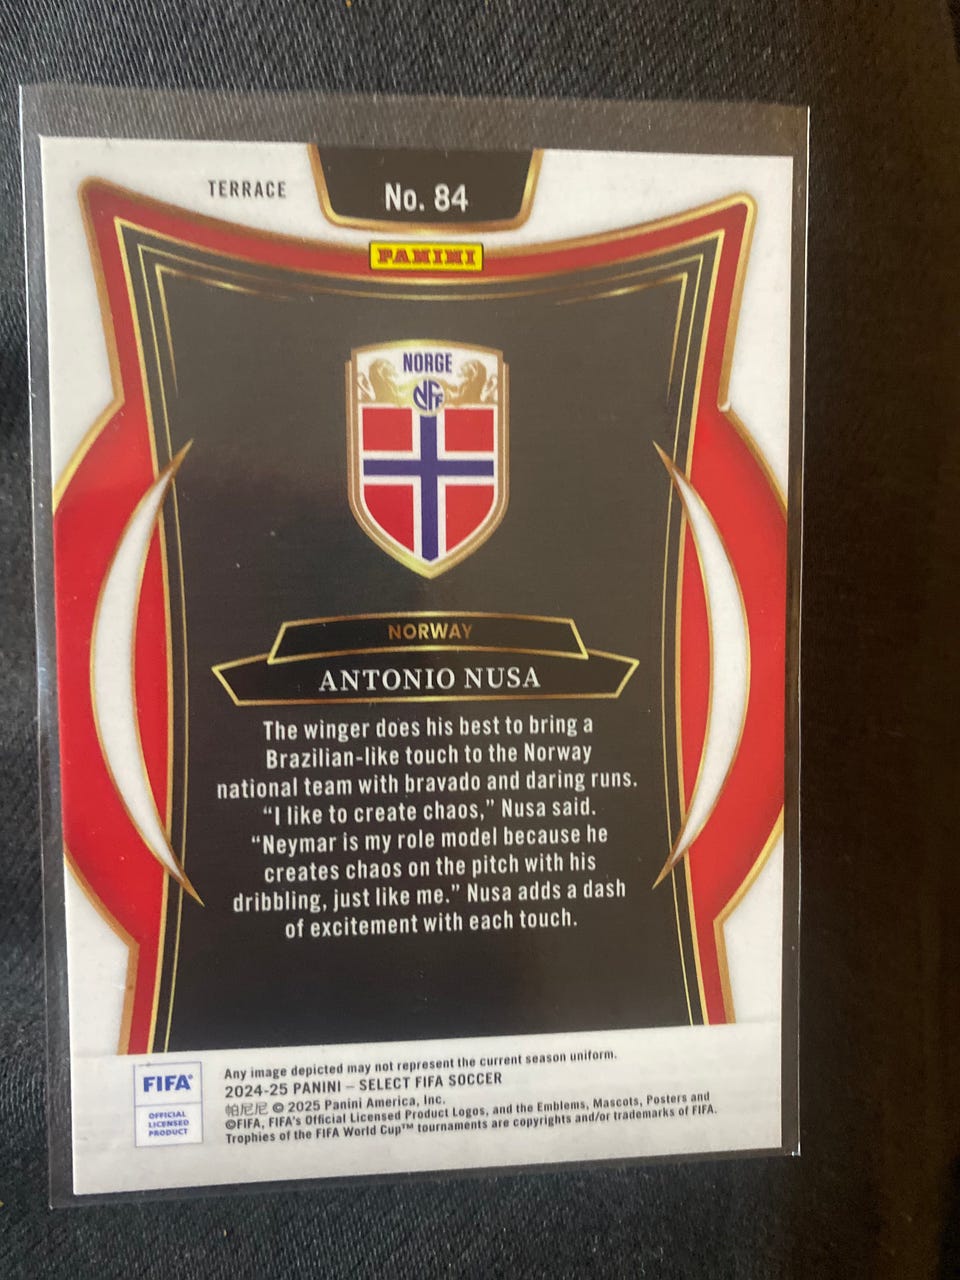 TERRACE
No. 84
PANINI
NORGE
NFF
NORWAY
ANTONIO NUSA
The winger does his best to bring a
Brazilian-like touch to the Norway
national team with bravado and daring runs.
“I like to create chaos,” Nusa said.
“Neymar is my role model because he
creates chaos on the pitch with his
dribbling, just like me.” Nusa adds a dash
of excitement with each touch.
FIFA®
OFFICIAL
LICENSED
PRODUCT
Any image depicted may not represent the current season uniform.
2024-25 PANINI – SELECT FIFA SOCCER
帕尼尼 © 2025 Panini America, Inc.
©FIFA, FIFA's Official Licensed Product Logos, and the Emblems, Mascots, Posters and
Trophies of the FIFA World Cup™ tournaments are copyrights and/or trademarks of FIFA.